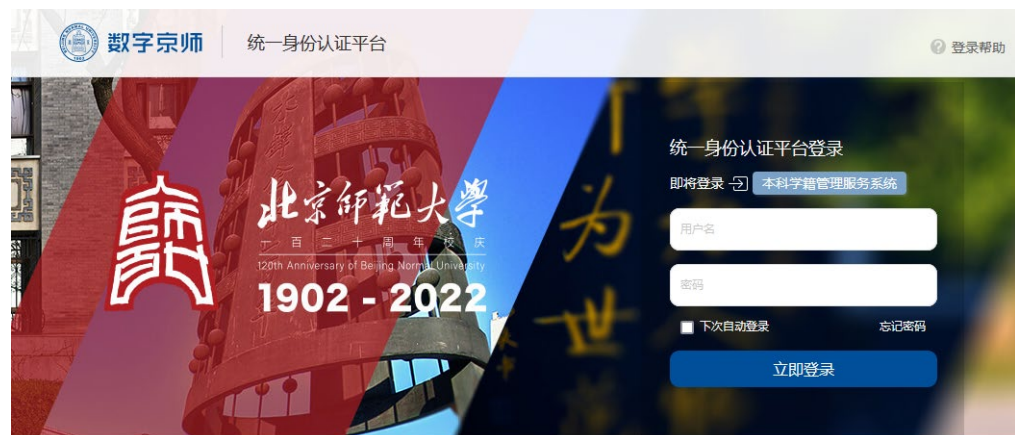 数字京师 统一身份认证平台
登录帮助
北京师范大学
一百二十周年校庆
120th Anniversary of Beijing Normal University
1902 - 2022
为
世
统一身份认证平台登录
即将登录 本科学籍管理服务系统
用户名
密码
下次自动登录 忘记密码
立即登录